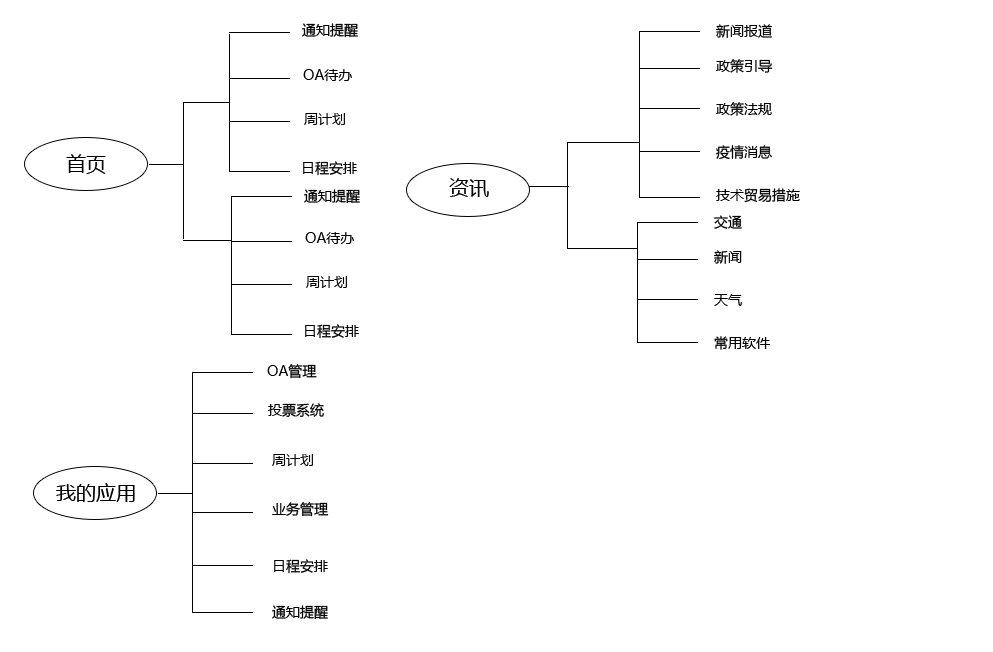 首页
通知提醒
OA待办
周计划
日程安排
通知提醒
OA待办
周计划
日程安排
资讯
新闻报道
政策引导
政策法规
疫情消息
技术贸易措施
交通
新闻
天气
常用软件
我的应用
OA管理
投票系统
周计划
业务管理
日程安排
通知提醒